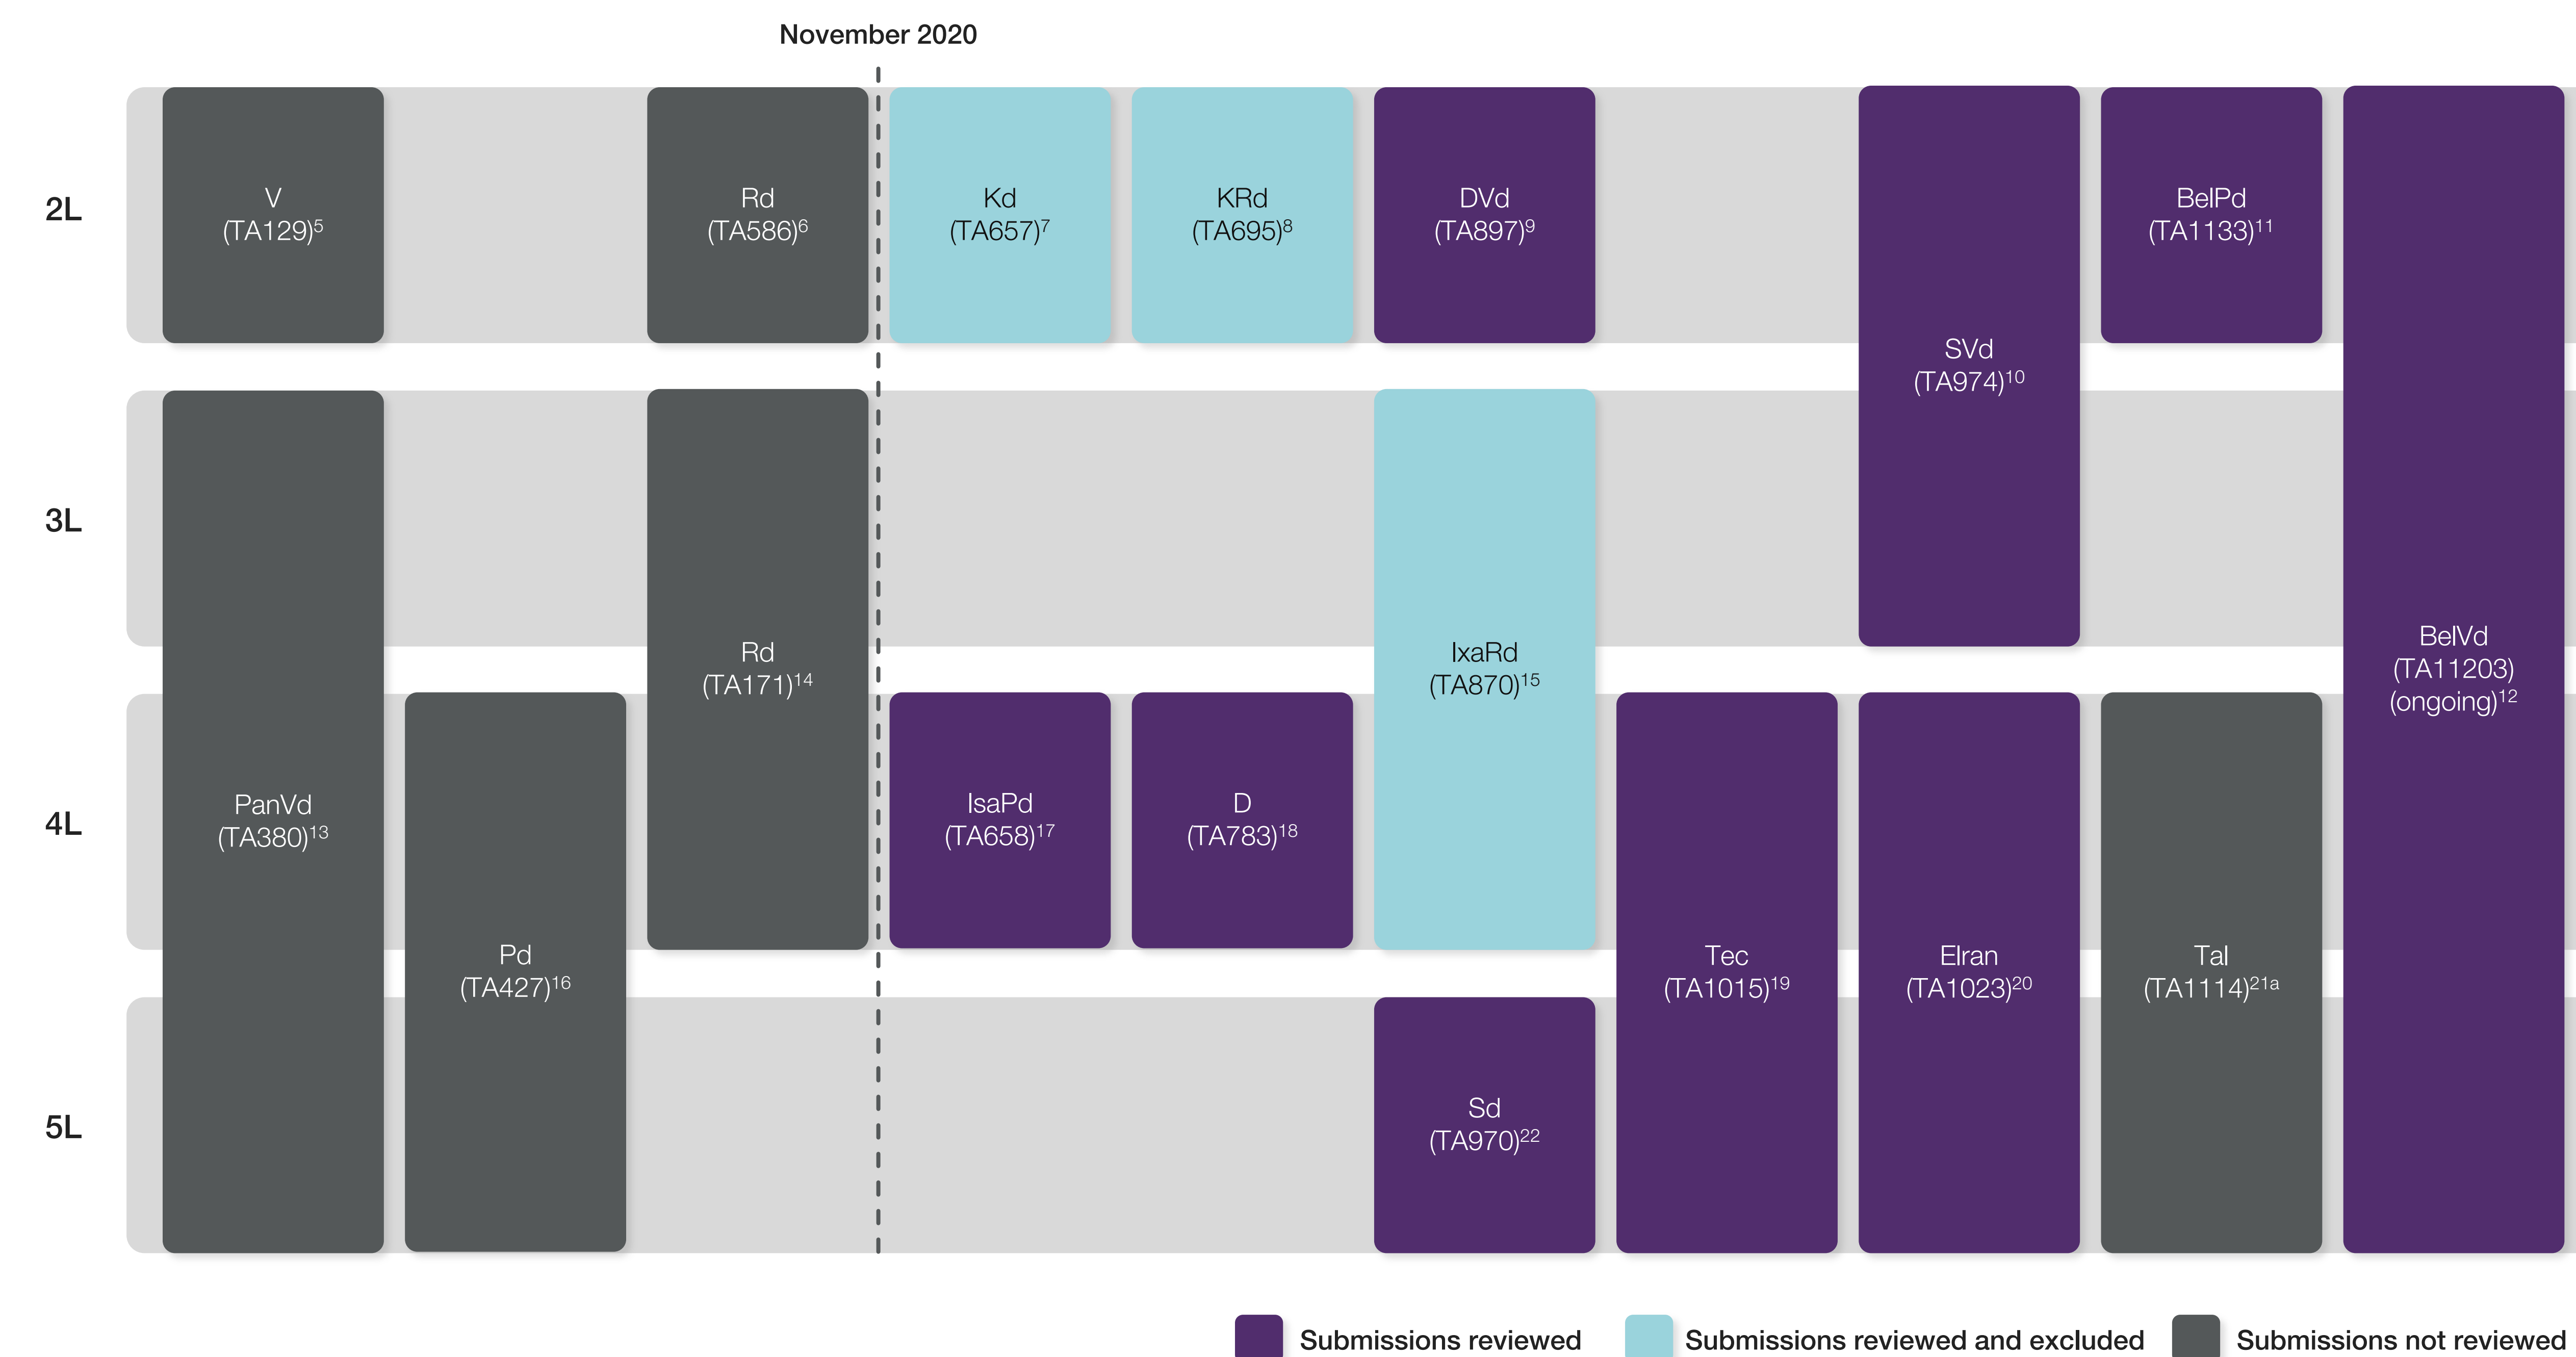 November 2020
2L
V
(TA129)5
Rd
(TA586)6
Kd
(TA657)7
KRd
(TA695)8
DVd
(TA897)9
SVd
(TA974)10
BelPd
(TA1133)11
3L
Rd
(TA171)14
IxaRd
(TA870)15
BelVd
(TA11203)
(ongoing)12
4L
PanVd
(TA380)13
Pd
(TA427)16
IsaPd
(TA658)17
D
(TA783)18
Tec
(TA1015)19
Elran
(TA1023)20
Tal
(TA1114)21a
5L
Sd
(TA970)22
Submissions reviewed
Submissions reviewed and excluded
Submissions not reviewed